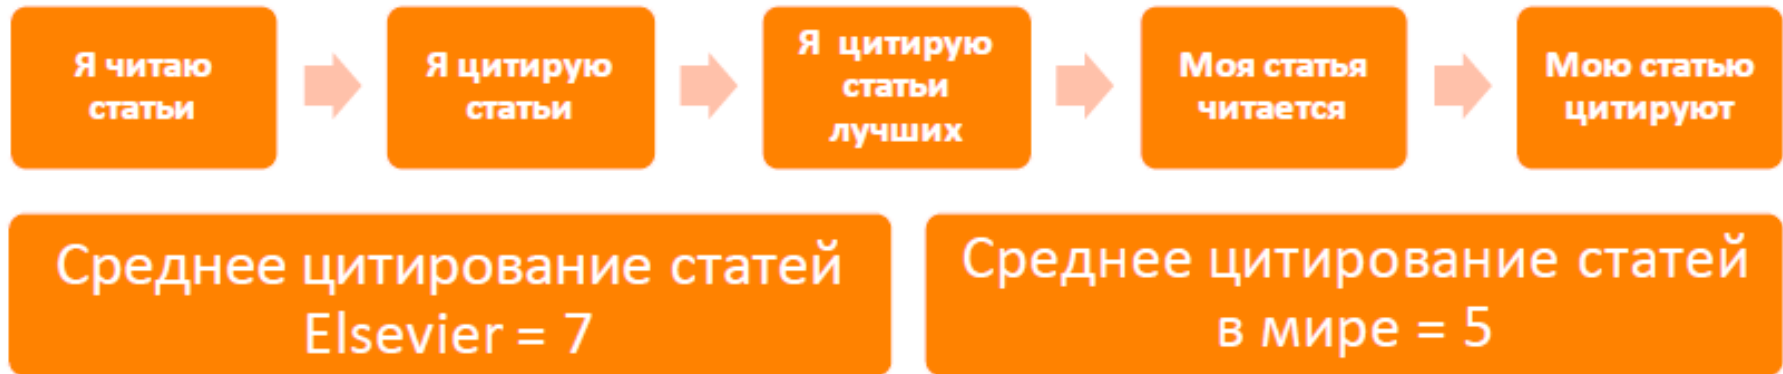 Я читаю
статьи
Я цитирую
статьи
Я цитирую
статьи
лучших
Моя статья
читается
Мою статью
цитируют
Среднее цитирование статей
Elsevier = 7
Среднее цитирование статей
в мире = 5